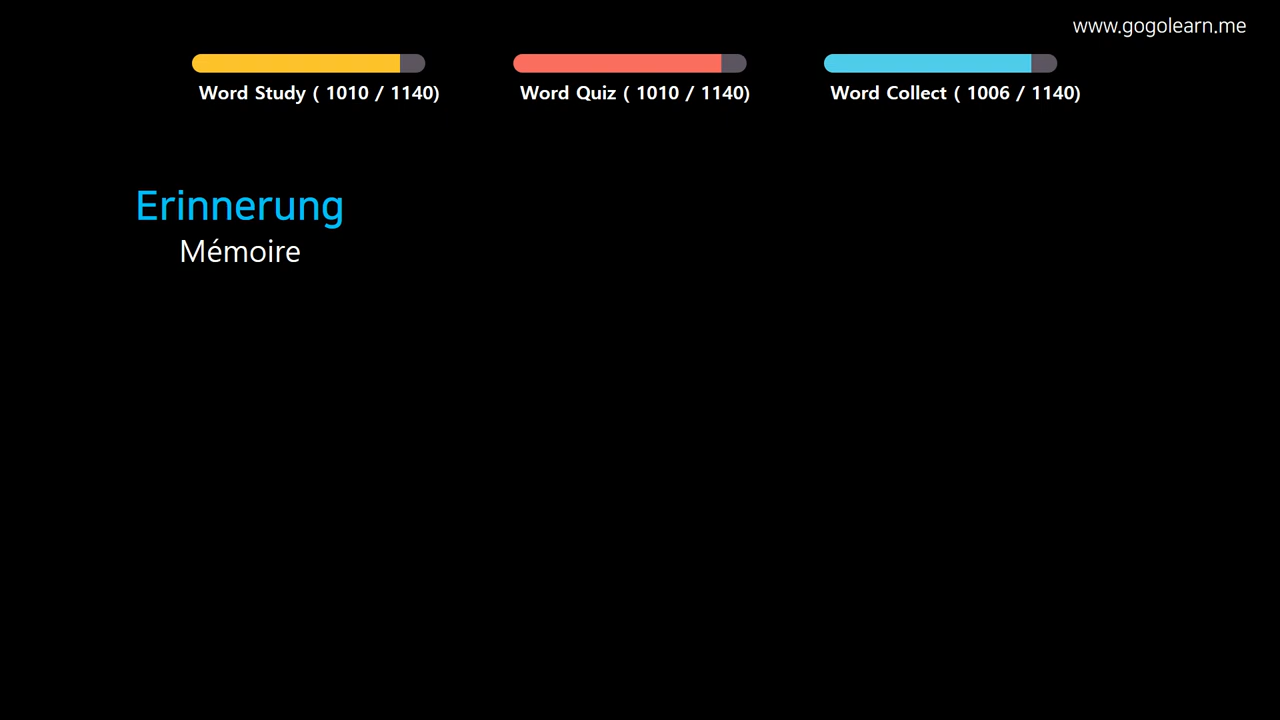 www.gogolearn.me
Word Study ( 1010 / 1140)
Word Quiz ( 1010 / 1140)
Word Collect ( 1006 / 1140)
Erinnerung
Mémoire